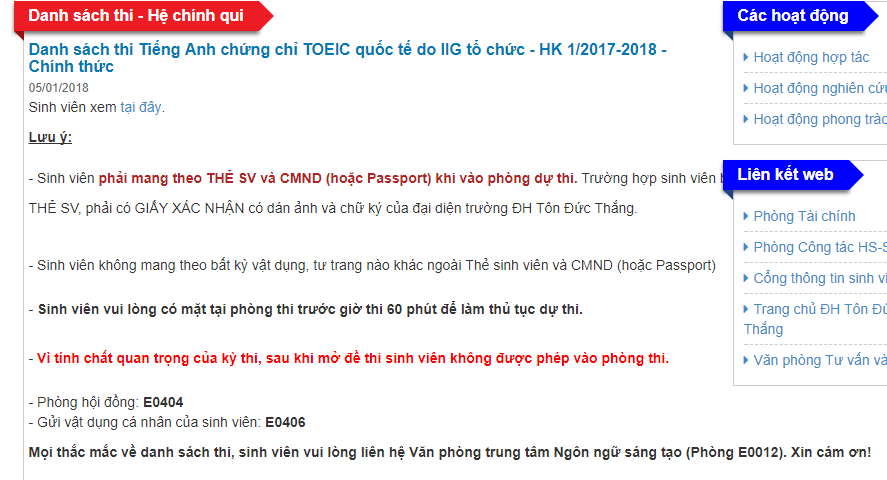 Danh sách thi - Hệ chính qui
Danh sách thi Tiếng Anh chứng chỉ TOEIC quốc tế do IIG tổ chức - HK 1/2017-2018 -
Chính thức
05/01/2018
Sinh viên xem tại đây.
Lưu ý:
- Sinh viên phải mang theo THẺ SV và CMND (hoặc Passport) khi vào phòng dự thi. Trường hợp sinh viên
THẺ SV, phải có GIẤY XÁC NHẬN có dán ảnh và chữ ký của đại diện trường ĐH Tôn Đức Thắng.
- Sinh viên không mang theo bất kỳ vật dụng, tư trang nào khác ngoài Thẻ sinh viên và CMND (hoặc Passport)
- Sinh viên vui lòng có mặt tại phòng thi trước giờ thi 60 phút để làm thủ tục dự thi.
- Vì tính chất quan trọng của kỳ thi, sau khi mở đề thi sinh viên không được phép vào phòng thi.
- Phòng hội đồng: E0404
- Gửi vật dụng cá nhân của sinh viên: E0406
Mọi thắc mắc về danh sách thi, sinh viên vui lòng liên hệ Văn phòng trung tâm Ngôn ngữ sáng tạo (Phòng E0012). Xin cám ơn!
Các hoạt động
Hoạt động hợp tác
Hoạt động nghiên cứu
Hoạt động phong trào
Liên kết web
Phòng Tài chính
Phòng Công tác HS-S
Cổng thông tin sinh vi
Trang chủ ĐH Tôn Đứ
Thắng
Văn phòng Tư vấn và